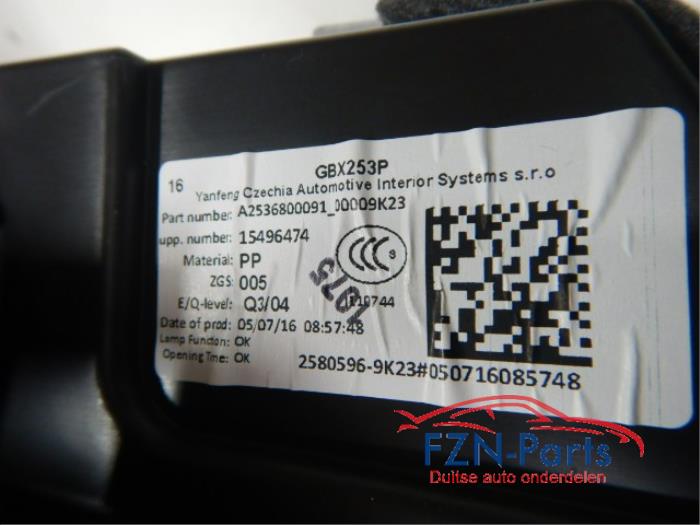 GBX253P
16
Yanfeng Czechia Automotive Interior Systems s.r.o
Part number: A2536800091_00009K23
upp. number: 15496474
Material: PP
ZGS: 005
E/Q-level: Q3/04
Date of prod: 05/07/16 08:57:48
Lamp Function: OK
Opening Time: OK
CCC S
1075
2580596-9K23#050716085748
FZN-Parts
Duitse auto onderdelen